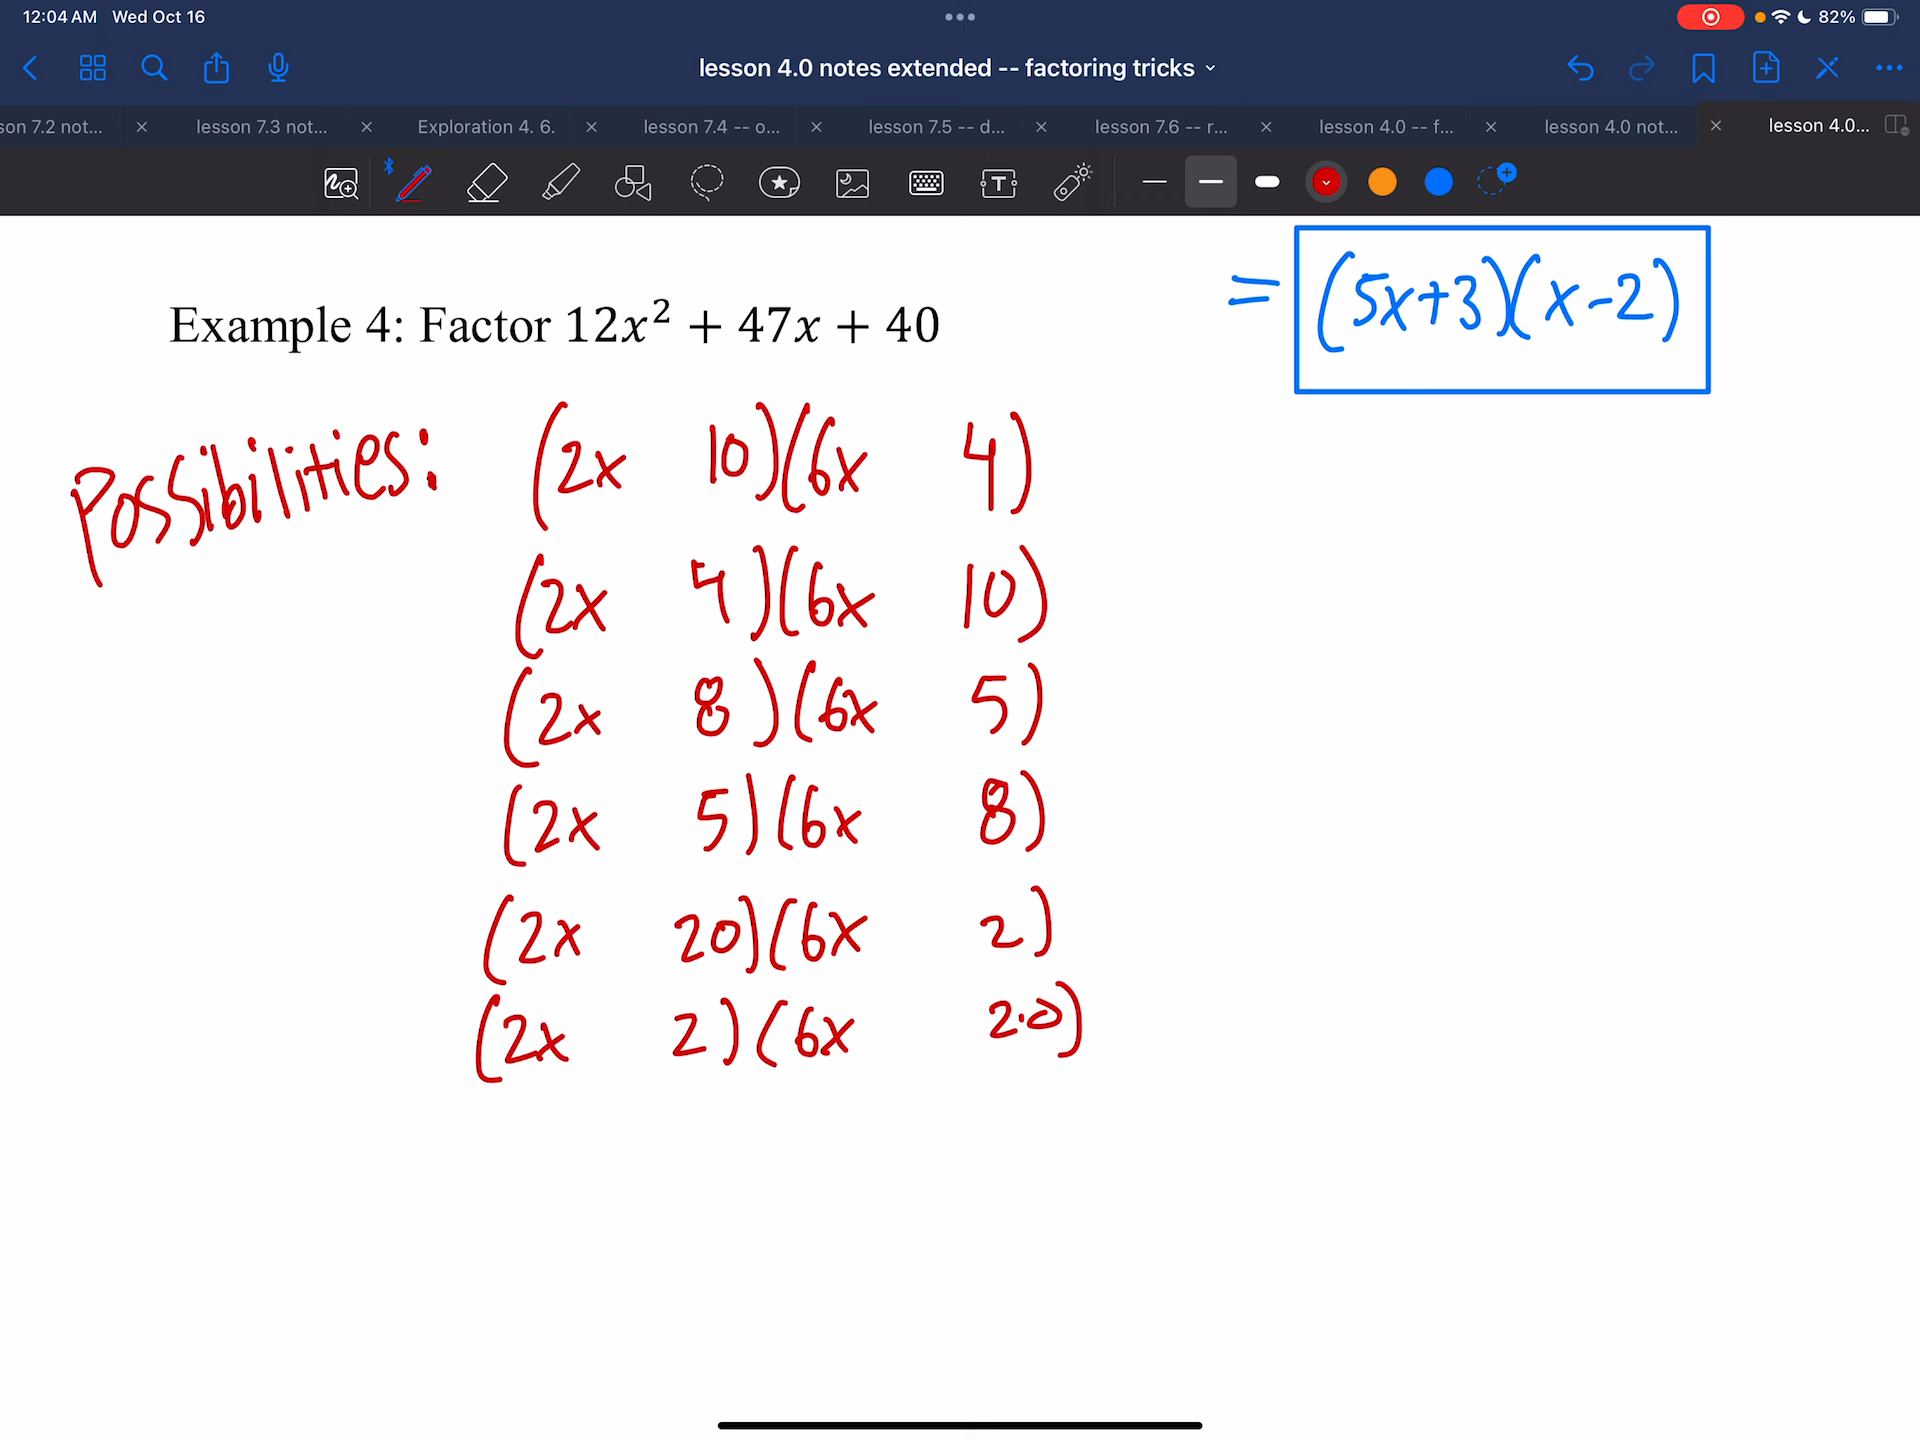 12:04 AM Wed Oct 16
82%
lesson 4.0 notes extended -- factoring tricks
son 7.2 not... lesson 7.3 not... Exploration 4. 6. lesson 7.4 -- o... lesson 7.5 -- d... lesson 7.6 -- r... lesson 4.0 -- f... lesson 4.0 not... lesson 4.0...
= (5x+3)(x-2)
Example 4: Factor 12x² + 47x + 40
Possibilities: (2x 10)(6x 4)
(2x 4)(6x 10)
(2x 8)(6x 5)
(2x 5)(6x 8)
(2x 20)(6x 2)
(2x 2)(6x 20)